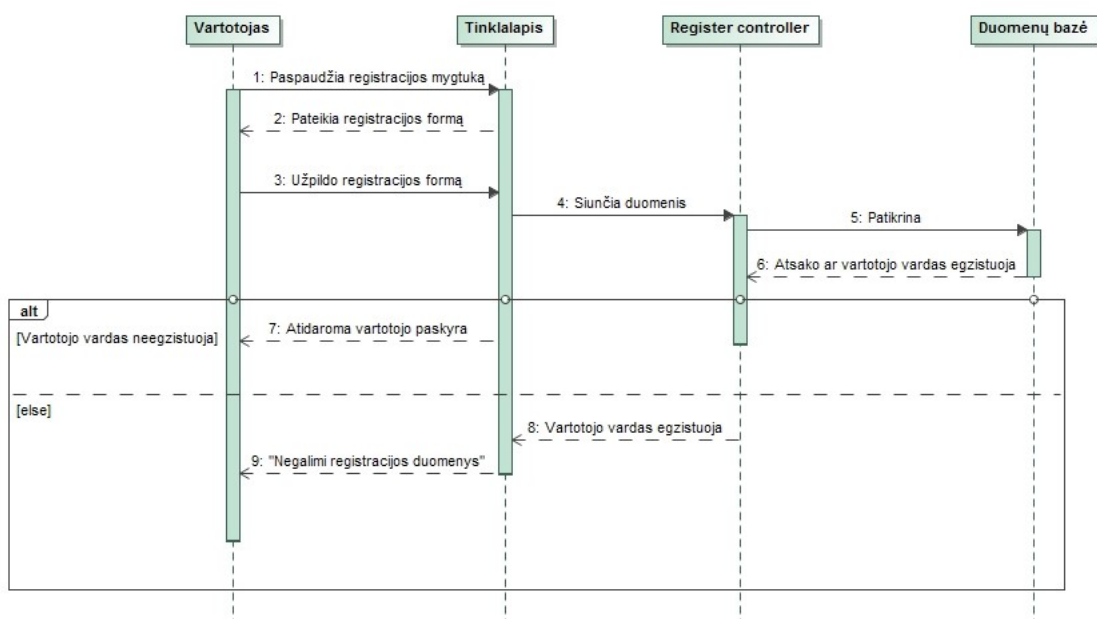 Vartotojas
Tinklalapis
Register controller
Duomenų bazė
1: Paspaudžia registracijos mygtuką
2: Pateikia registracijos formą
3: Užpildo registracijos formą
4: Siunčia duomenis
5: Patikrina
6: Atsako ar vartotojo vardas egzistuoja
alt
[Vartotojo vardas neegzistuoja]
7: Atidaroma vartotojo paskyra
[else]
8: Vartotojo vardas egzistuoja
9: "Negalimi registracijos duomenys"